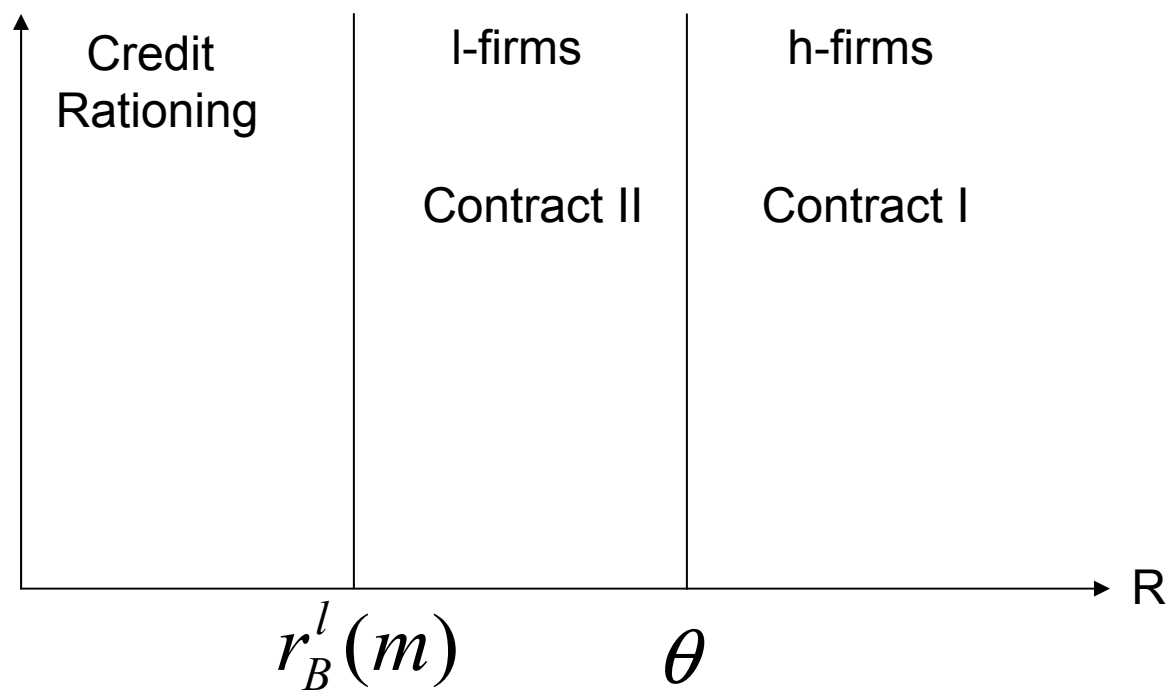 Credit
Rationing
l-firms
h-firms
Contract II
Contract I
R
r_B^l(m)
θ